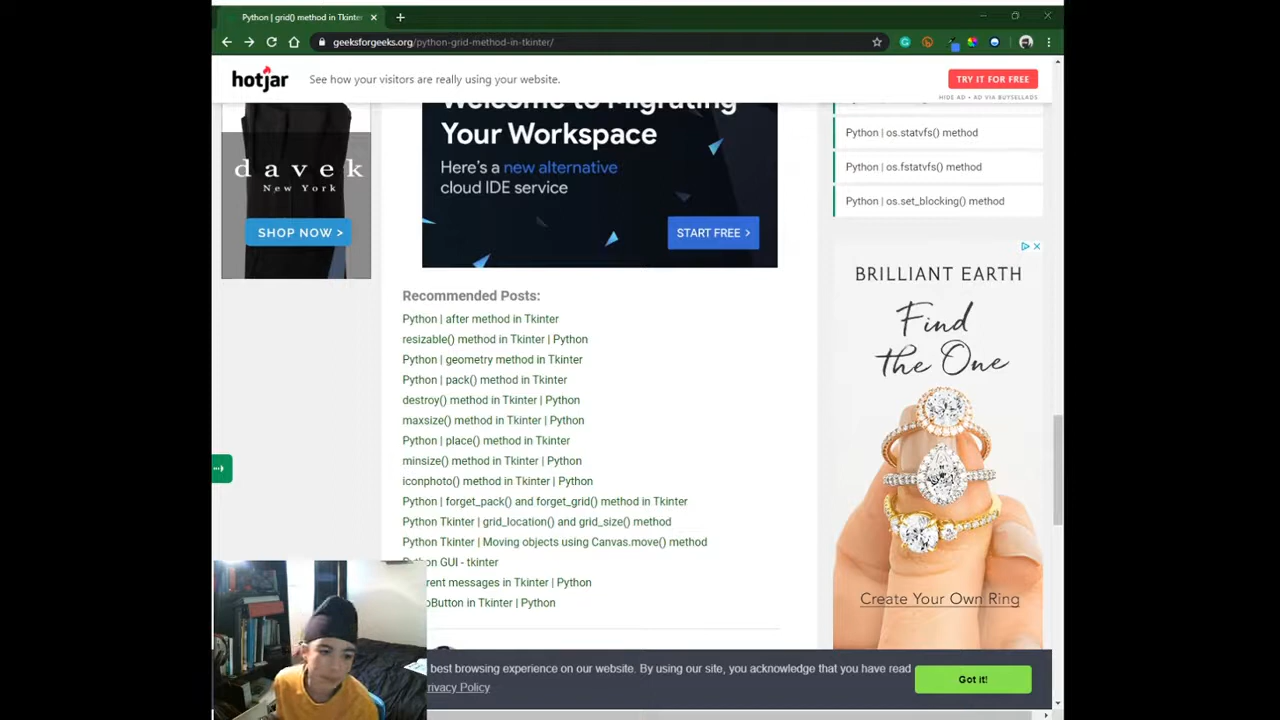 Python | grid() method in Tkinter
geeksforgeeks.org/python-grid-method-in-tkinter/
hotjar
See how your visitors are really using your website.
TRY IT FOR FREE
HIDE AD • AD VIA BUYSELLADS
davek
New York
SHOP NOW >
Welcome to Migrating
Your Workspace
Here's a new alternative
cloud IDE service
START FREE >
Python | os.statvfs() method
Python | os.fstatvfs() method
Python | os.set_blocking() method
Recommended Posts:
Python | after method in Tkinter
resizable() method in Tkinter | Python
Python | geometry method in Tkinter
Python | pack() method in Tkinter
destroy() method in Tkinter | Python
maxsize() method in Tkinter | Python
Python | place() method in Tkinter
minsize() method in Tkinter | Python
iconphoto() method in Tkinter | Python
Python | forget_pack() and forget_grid() method in Tkinter
Python Tkinter | grid_location() and grid_size() method
Python Tkinter | Moving objects using Canvas.move() method
on GUI - tkinter
rent messages in Tkinter | Python
oButton in Tkinter | Python
BRILLIANT EARTH
Find
the One
Create Your Own Ring
best browsing experience on our website. By using our site, you acknowledge that you have read
rivacy Policy
Got it!